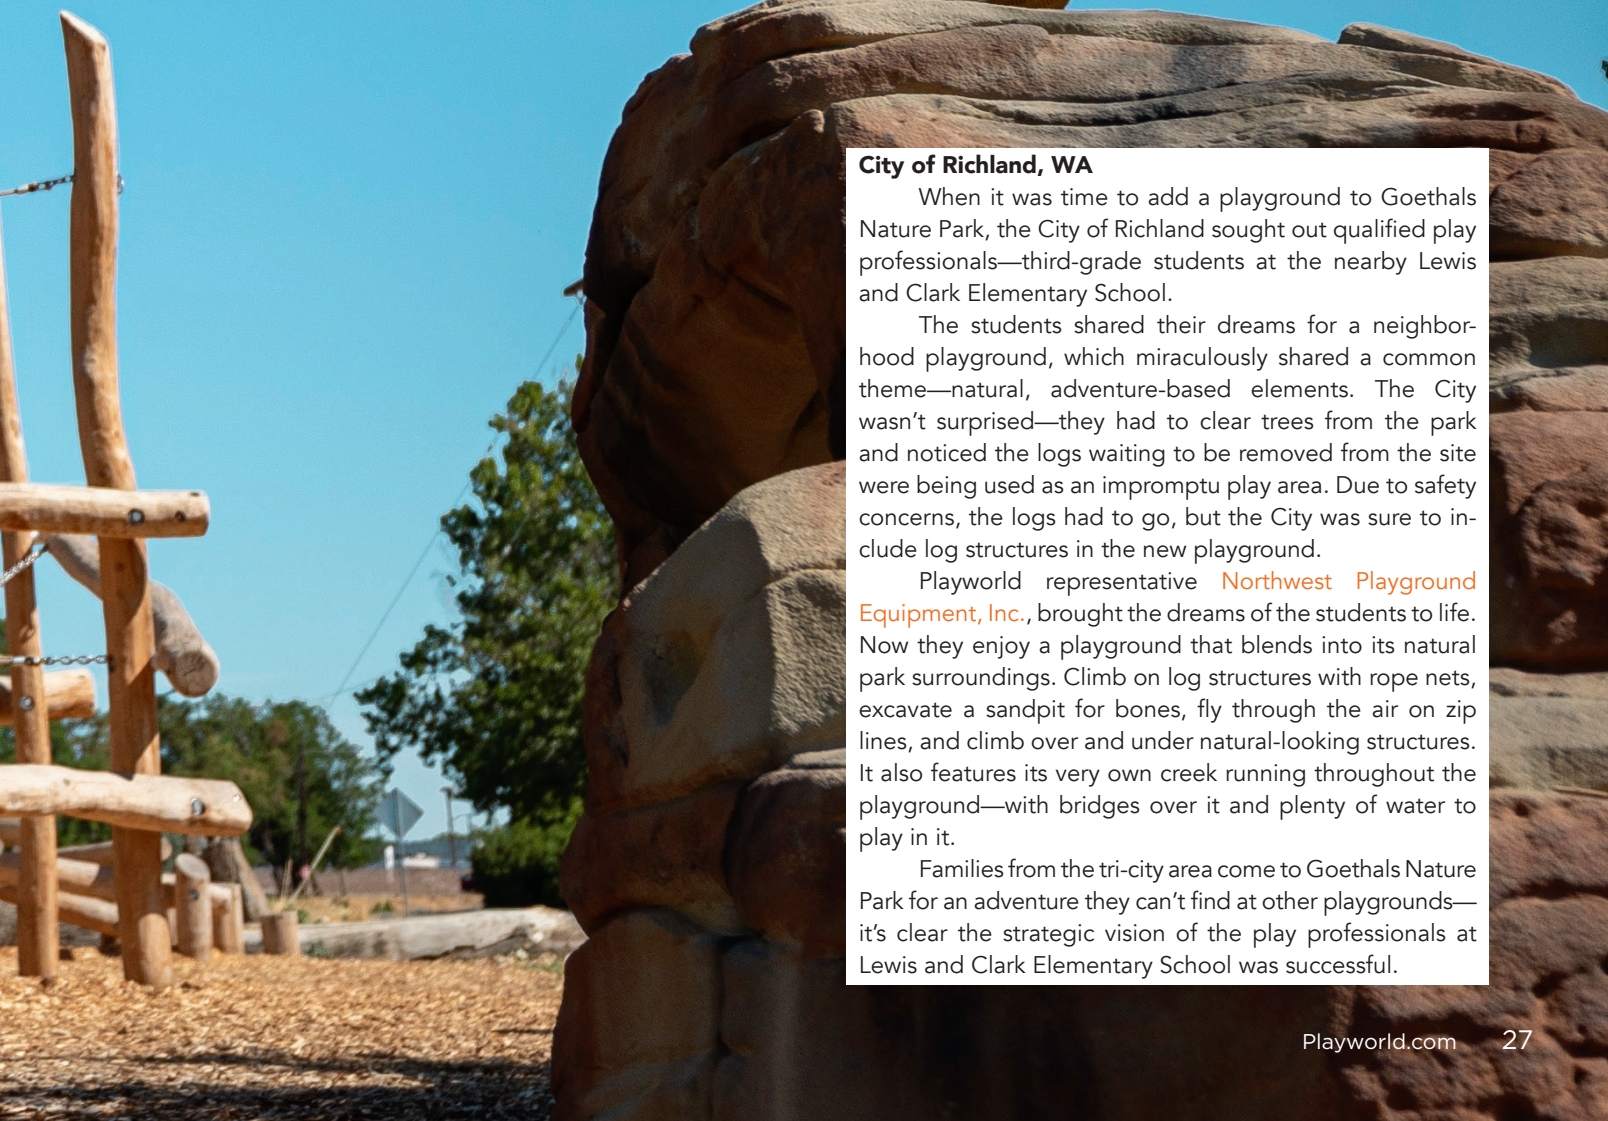 City of Richland, WA
When it was time to add a playground to Goethals
Nature Park, the City of Richland sought out qualified play
professionals—third-grade students at the nearby Lewis
and Clark Elementary School.
The students shared their dreams for a neighbor-
hood playground, which miraculously shared a common
theme—natural, adventure-based elements. The City
wasn’t surprised—they had to clear trees from the park
and noticed the logs waiting to be removed from the site
were being used as an impromptu play area. Due to safety
concerns, the logs had to go, but the City was sure to in-
clude log structures in the new playground.
Playworld representative Northwest Playground
Equipment, Inc., brought the dreams of the students to life.
Now they enjoy a playground that blends into its natural
park surroundings. Climb on log structures with rope nets,
excavate a sandpit for bones, fly through the air on zip
lines, and climb over and under natural-looking structures.
It also features its very own creek running throughout the
playground—with bridges over it and plenty of water to
play in it.
Families from the tri-city area come to Goethals Nature
Park for an adventure they can’t find at other playgrounds—
it’s clear the strategic vision of the play professionals at
Lewis and Clark Elementary School was successful.
Playworld.com 27